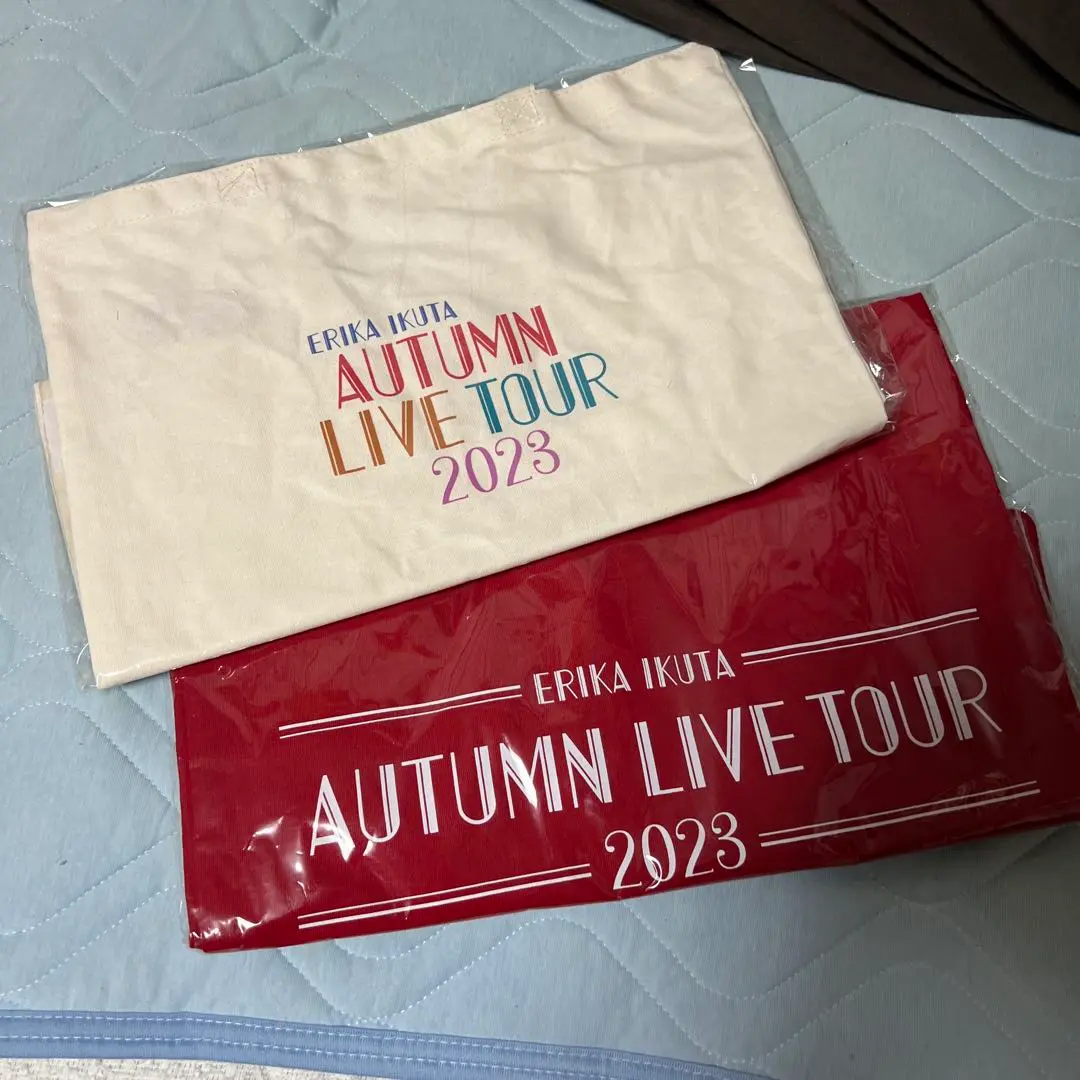 ERIKA IKUTA
AUTUMN
LIVE TOUR
2023
ERIKA IKUTA
AUTUMN LIVE TOUR
2023